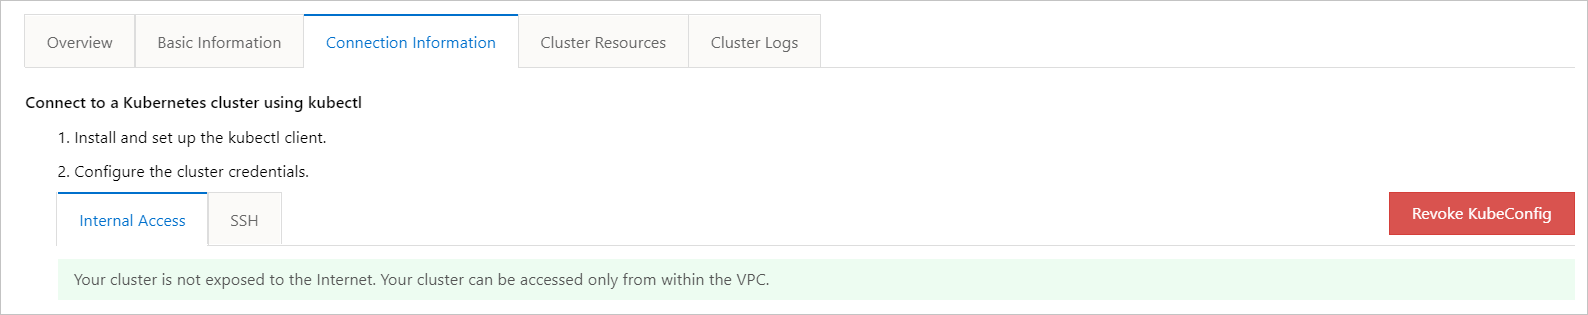 Overview Basic Information Connection Information Cluster Resources Cluster Logs
Connect to a Kubernetes cluster using kubectl
1. Install and set up the kubectl client.
2. Configure the cluster credentials.
Internal Access SSH Revoke KubeConfig
Your cluster is not exposed to the Internet. Your cluster can be accessed only from within the VPC.